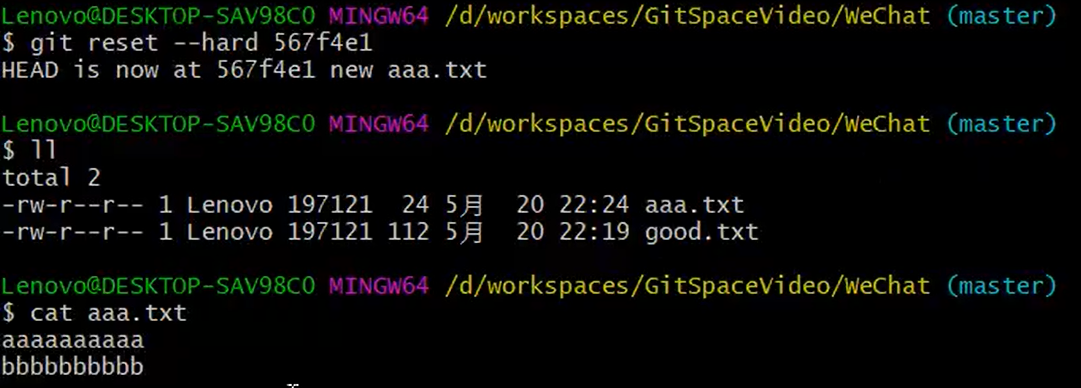 Lenovo@DESKTOP-SAV98C0 MINGW64 /d/workspaces/GitSpaceVideo/WeChat (master)
$ git reset --hard 567f4e1
HEAD is now at 567f4e1 new aaa.txt
Lenovo@DESKTOP-SAV98C0 MINGW64 /d/workspaces/GitSpaceVideo/WeChat (master)
$ ll
total 2
-rw-r--r-- 1 Lenovo 197121  24 5月  20 22:24 aaa.txt
-rw-r--r-- 1 Lenovo 197121 112 5月  20 22:19 good.txt
Lenovo@DESKTOP-SAV98C0 MINGW64 /d/workspaces/GitSpaceVideo/WeChat (master)
$ cat aaa.txt
aaaaaaaaaa
bbbbbbbbbb